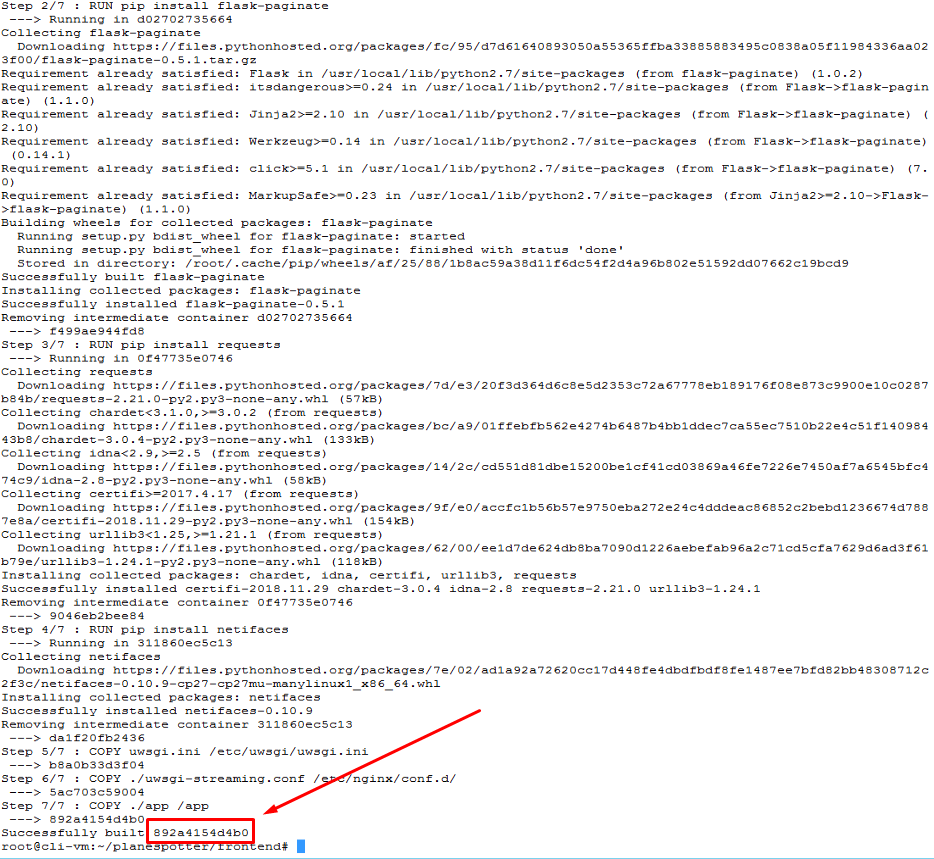 Step 2/7 : RUN pip install flask-paginate
 ---> Running in d02702735664
Collecting flask-paginate
  Downloading https://files.pythonhosted.org/packages/fc/95/d7d61640893050a55365ffba33885883495c0838a05f11984336aa02
3f00/flask-paginate-0.5.1.tar.gz
Requirement already satisfied: Flask in /usr/local/lib/python2.7/site-packages (from flask-paginate) (1.0.2)
Requirement already satisfied: itsdangerous>=0.24 in /usr/local/lib/python2.7/site-packages (from Flask->flask-pagin
ate) (1.1.0)
Requirement already satisfied: Jinja2>=2.10 in /usr/local/lib/python2.7/site-packages (from Flask->flask-paginate) (
2.10)
Requirement already satisfied: Werkzeug>=0.14 in /usr/local/lib/python2.7/site-packages (from Flask->flask-paginate)
 (0.14.1)
Requirement already satisfied: click>=5.1 in /usr/local/lib/python2.7/site-packages (from Flask->flask-paginate) (7.
0)
Requirement already satisfied: MarkupSafe>=0.23 in /usr/local/lib/python2.7/site-packages (from Jinja2>=2.10->Flask-
>flask-paginate) (1.1.0)
Building wheels for collected packages: flask-paginate
  Running setup.py bdist_wheel for flask-paginate: started
  Running setup.py bdist_wheel for flask-paginate: finished with status 'done'
  Stored in directory: /root/.cache/pip/wheels/af/25/88/1b8ac59a38d11f6dc54f2d4a96b802e51592dd07662c19bcd9
Successfully built flask-paginate
Installing collected packages: flask-paginate
Successfully installed flask-paginate-0.5.1
Removing intermediate container d02702735664
 ---> f499ae944fd8
Step 3/7 : RUN pip install requests
 ---> Running in 0f47735e0746
Collecting requests
  Downloading https://files.pythonhosted.org/packages/7d/e3/20f3d364d6c8e5d2353c72a67778eb189176f08e873c9900e10c0287
b84b/requests-2.21.0-py2.py3-none-any.whl (57kB)
Collecting chardet<3.1.0,>=3.0.2 (from requests)
  Downloading https://files.pythonhosted.org/packages/bc/a9/01ffebfb562e4274b6487b4bb1ddec7ca55ec7510b22e4c51f140984
43b8/chardet-3.0.4-py2.py3-none-any.whl (133kB)
Collecting idna<2.9,>=2.5 (from requests)
  Downloading https://files.pythonhosted.org/packages/14/2c/cd551d81dbe15200be1cf41cd03869a46fe7226e7450af7a6545bfc4
74c9/idna-2.8-py2.py3-none-any.whl (58kB)
Collecting certifi>=2017.4.17 (from requests)
  Downloading https://files.pythonhosted.org/packages/9f/e0/accfc1b56b57e9750eba272e24c4dddeac86852c2bebd1236674d788
7e8a/certifi-2018.11.29-py2.py3-none-any.whl (154kB)
Collecting urllib3<1.25,>=1.21.1 (from requests)
  Downloading https://files.pythonhosted.org/packages/62/00/ee1d7de624db8ba7090d1226aebefab96a2c71cd5cfa7629d6ad3f61
b79e/urllib3-1.24.1-py2.py3-none-any.whl (118kB)
Installing collected packages: chardet, idna, certifi, urllib3, requests
Successfully installed certifi-2018.11.29 chardet-3.0.4 idna-2.8 requests-2.21.0 urllib3-1.24.1
Removing intermediate container 0f47735e0746
 ---> 9046eb2bee84
Step 4/7 : RUN pip install netifaces
 ---> Running in 311860ec5c13
Collecting netifaces
  Downloading https://files.pythonhosted.org/packages/7e/02/ad1a92a72620cc17d448fe4dbdfbdf8fe1487ee7bfd82bb48308712c
2f3c/netifaces-0.10.9-cp27-cp27mu-manylinux1_x86_64.whl
Installing collected packages: netifaces
Successfully installed netifaces-0.10.9
Removing intermediate container 311860ec5c13
 ---> da1f20fb2436
Step 5/7 : COPY uwsgi.ini /etc/uwsgi/uwsgi.ini
 ---> b8a0b33d3f04
Step 6/7 : COPY ./uwsgi-streaming.conf /etc/nginx/conf.d/
 ---> 5ac703c59004
Step 7/7 : COPY ./app /app
 ---> 892a4154d4b0
Successfully built 892a4154d4b0
root@cli-vm:~/planespotter/frontend#